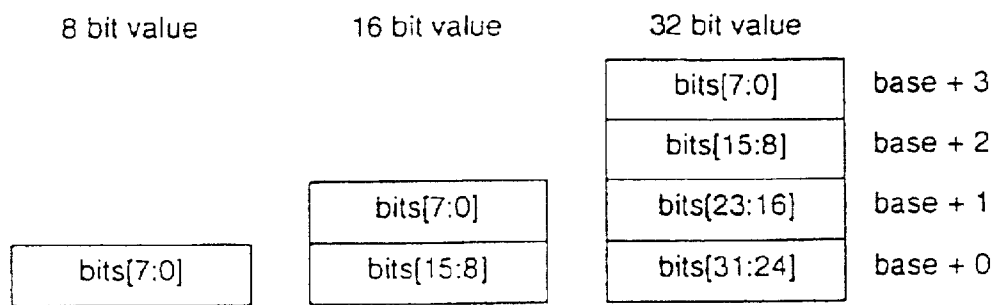 8 bit value 16 bit value 32 bit value
bits[7:0] base + 3
bits[15:8] base + 2
bits[7:0] bits[23:16] base + 1
bits[7:0] bits[15:8] bits[31:24] base + 0